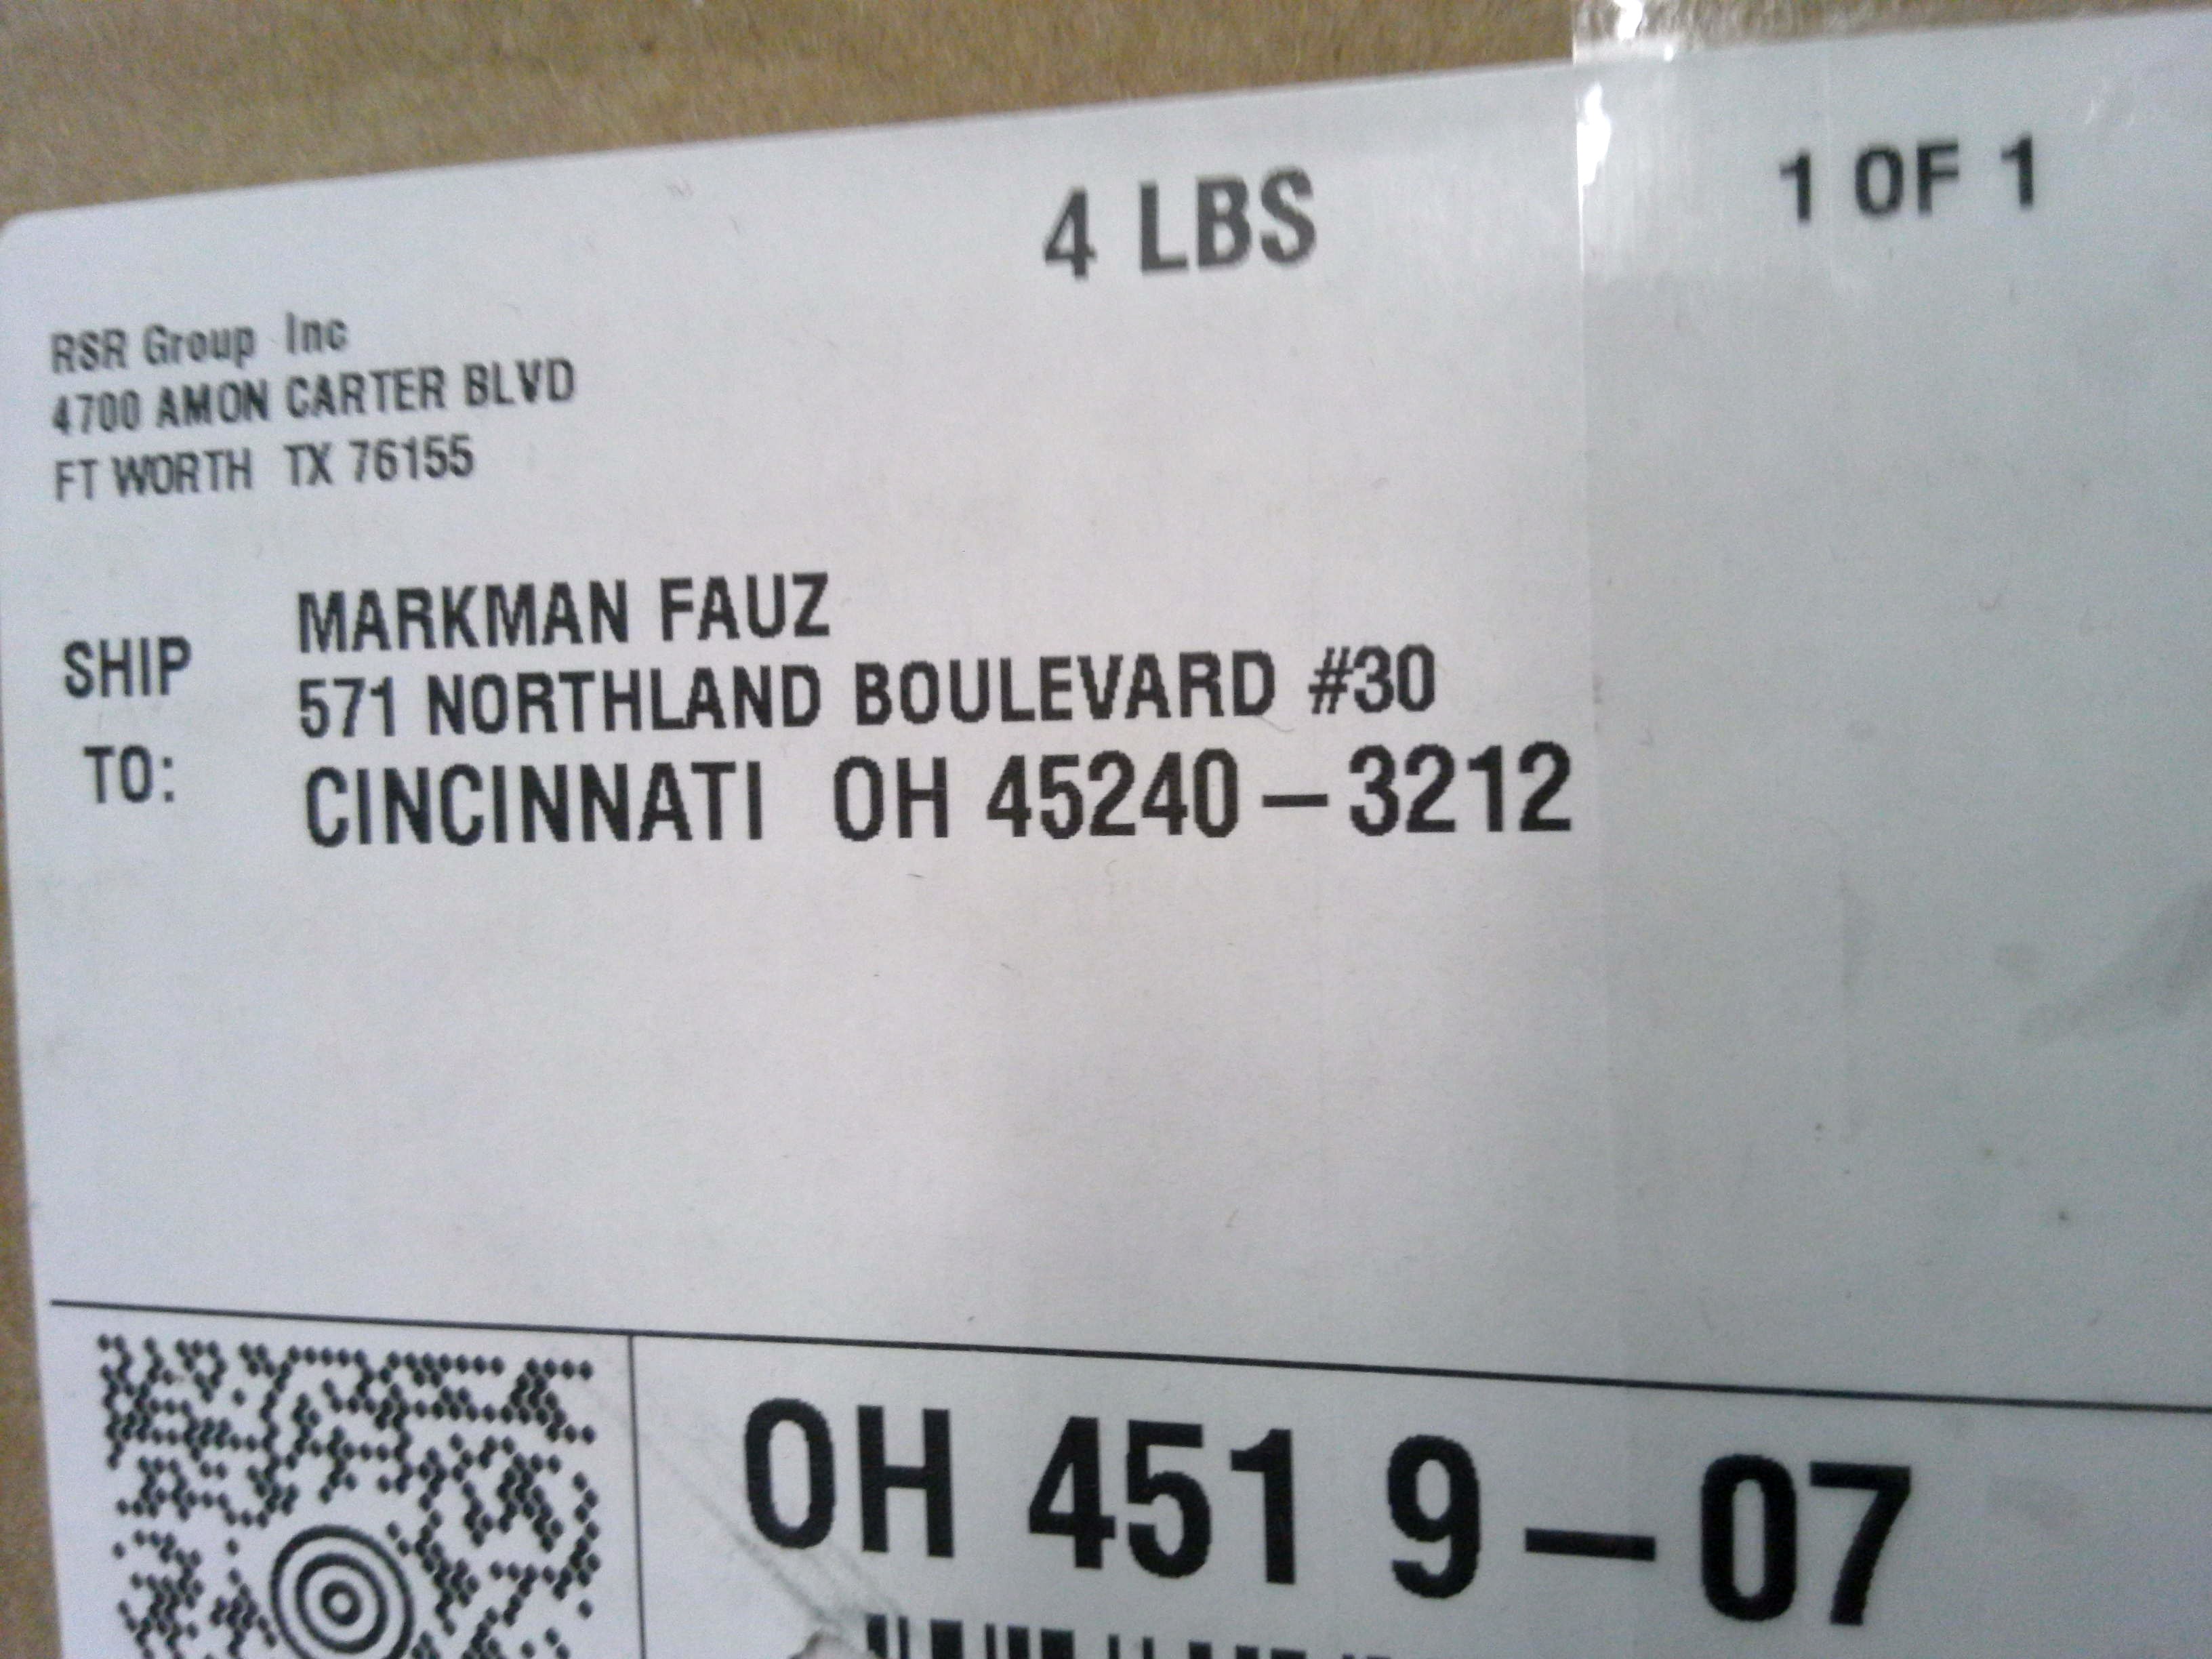 4 LBS
1 OF 1
RSR Group Inc
4700 AMON CARTER BLVD
FT WORTH TX 76155
SHIP TO:
MARKMAN FAUZ
571 NORTHLAND BOULEVARD #30
CINCINNATI OH 45240-3212
OH 451 9-07